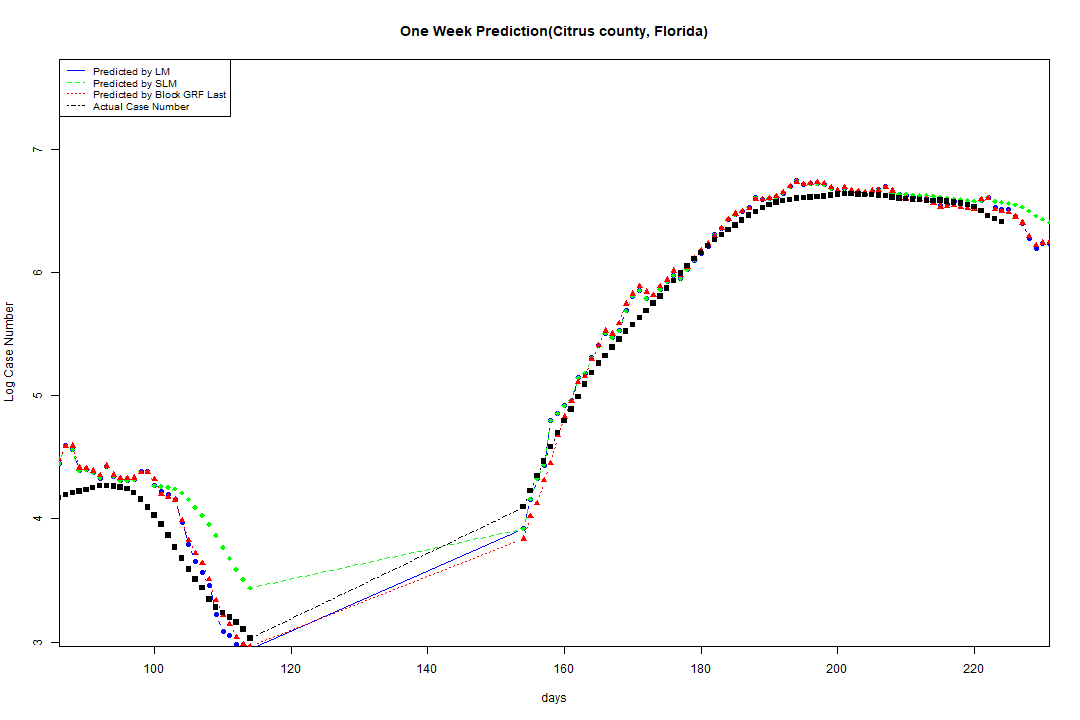 One Week Prediction(Citrus county, Florida)
Predicted by LM
Predicted by SLM
Predicted by Block GRF Last
Actual Case Number
7
6
5
4
3
Log Case Number
100 120 140 160 180 200 220
days